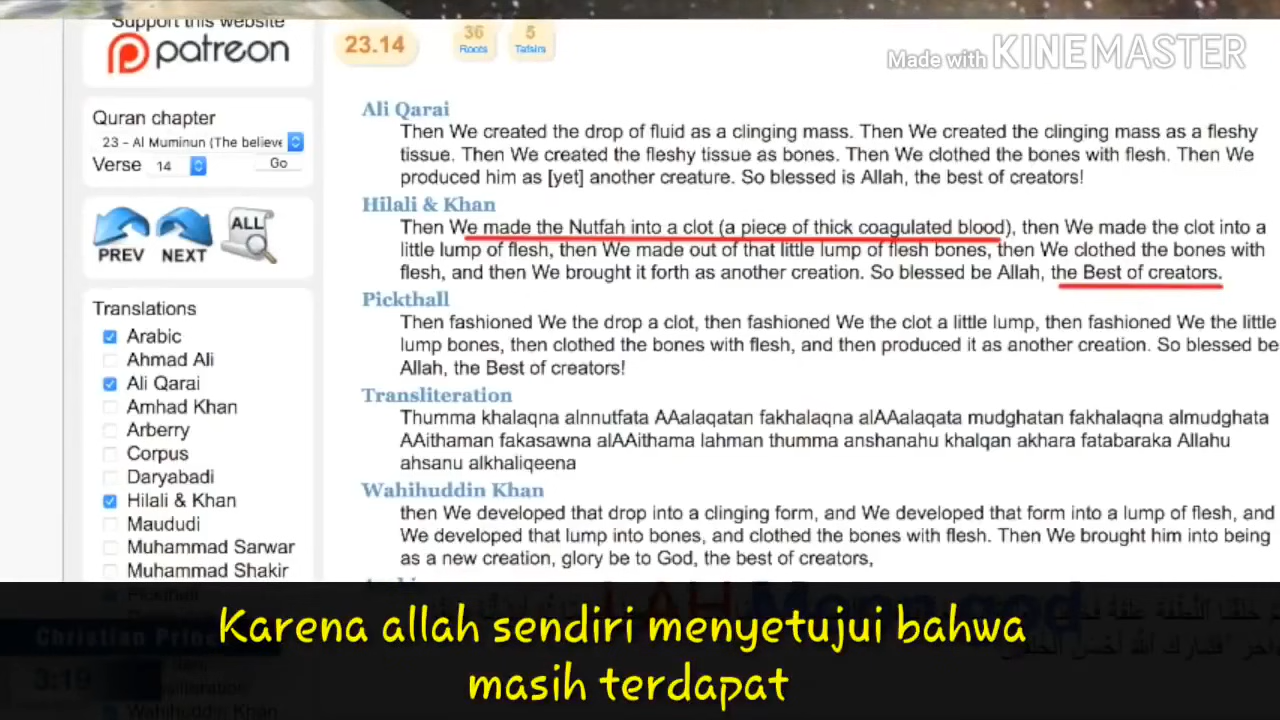 Support this website
patreon
Quran chapter
23 - Al Muminun (The believe
Verse 14 Go
PREV NEXT ALL
Translations
Arabic
Ahmad Ali
Ali Qarai
Amhad Khan
Arberry
Corpus
Daryabadi
Hilali & Khan
Maududi
Muhammad Sarwar
Muhammad Shakir
Pickthall
23.14
36 Roots
5 Tafsirs
Made with KINEMASTER
Ali Qarai
Then We created the drop of fluid as a clinging mass. Then We created the clinging mass as a fleshy
tissue. Then We created the fleshy tissue as bones. Then We clothed the bones with flesh. Then We
produced him as [yet] another creature. So blessed is Allah, the best of creators!
Hilali & Khan
Then We made the Nutfah into a clot (a piece of thick coagulated blood), then We made the clot into a
little lump of flesh, then We made out of that little lump of flesh bones, then We clothed the bones with
flesh, and then We brought it forth as another creation. So blessed be Allah, the Best of creators.
Pickthall
Then fashioned We the drop a clot, then fashioned We the clot a little lump, then fashioned We the little
lump bones, then clothed the bones with flesh, and then produced it as another creation. So blessed be
Allah, the Best of creators!
Transliteration
Thumma khalaqna alnnutfata AAalaqatan fakhalaqna alAAalaqata mudghatan fakhalaqna almudghata
AAithaman fakasawna alAAithama lahman thumma anshanahu khalqan akhara fatabaraka Allahu
ahsanu alkhaliqeena
Wahihuddin Khan
then We developed that drop into a clinging form, and We developed that form into a lump of flesh, and
We developed that lump into bones, and clothed the bones with flesh. Then We brought him into being
as a new creation, glory be to God, the best of creators,
Christian Prin
3:19
Karena allah sendiri menyetujui bahwa
masih terdapat